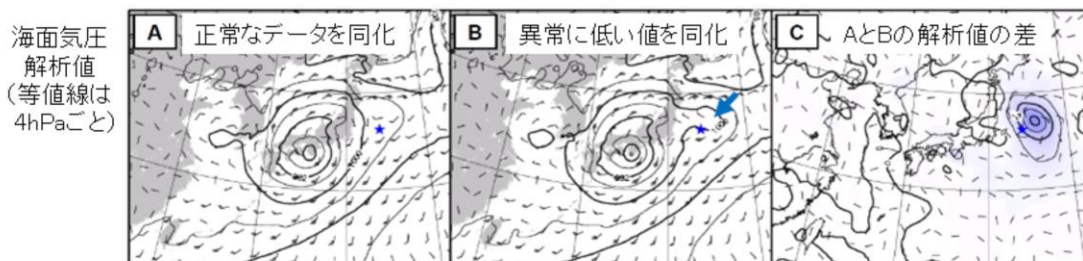 海面気圧
解析値
(等値線は
4hPaごと)
A 正常なデータを同化
B 異常に低い値を同化
C AとBの解析値の差